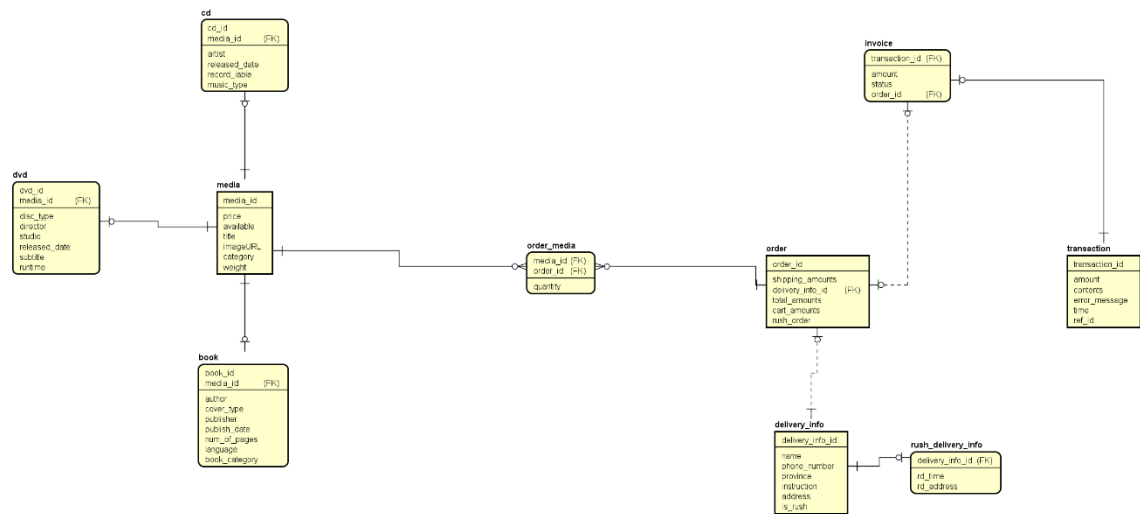 cd
cd_id
media_id (FK)
artist
released_date
record_lable
music_type
dvd
dvd_id
media_id (FK)
disc_type
director
studio
released_date
subtitle
runtime
media
media_id
price
available
title
imageURL
category
weight
book
book_id
media_id (FK)
author
cover_type
publisher
publish_date
num_of_pages
language
book_category
order_media
media_id (FK)
order_id (FK)
quantity
order
order_id
shipping_amounts
delivery_info_id (FK)
total_amounts
cart_amounts
rush_order
invoice
transaction_id (FK)
amount
status
order_id (FK)
transaction
transaction_id
amount
contents
error_message
time
ref_id
delivery_info
delivery_info_id
name
phone_number
province
instruction
address
is_rush
rush_delivery_info
delivery_info_id (FK)
rd_time
rd_address